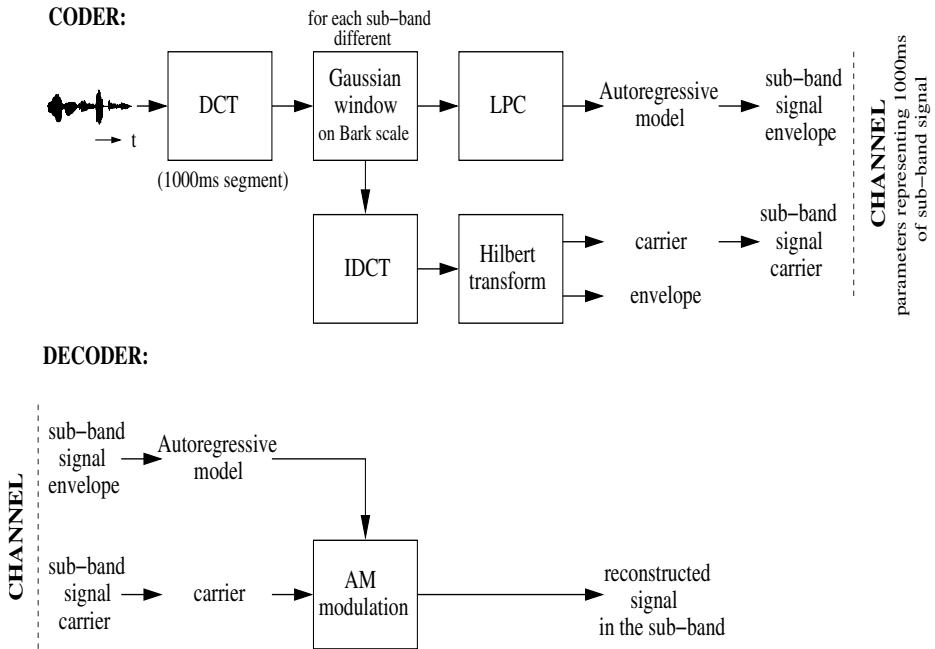 CODER:
for each sub−band
different
DCT
Gaussian
window
on Bark scale
LPC
Autoregressive
model
sub−band
signal
envelope
t
(1000ms segment)
IDCT
Hilbert
transform
carrier
envelope
sub−band
signal
carrier
CHANNEL
parameters representing 1000ms
of sub−band signal
DECODER:
CHANNEL
sub−band
signal
envelope
Autoregressive
model
sub−band
signal
carrier
carrier
AM
modulation
reconstructed
signal
in the sub−band